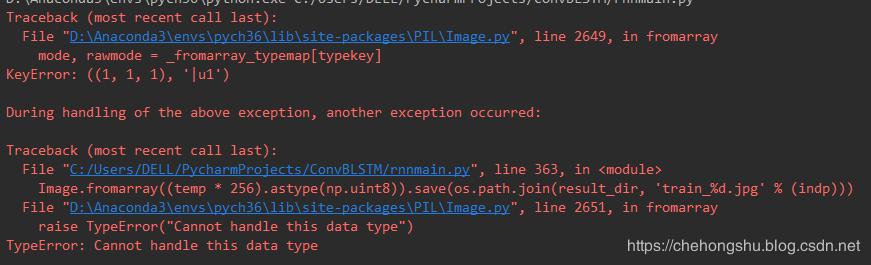 D:\Anaconda3\envs\pych36\python.exe C:/Users/DELL/PycharmProjects/ConvBLSTM/rnnmain.py
Traceback (most recent call last):
  File "D:\Anaconda3\envs\pych36\lib\site-packages\PIL\Image.py", line 2649, in fromarray
    mode, rawmode = _fromarray_typemap[typekey]
KeyError: ((1, 1, 1), '|u1')
During handling of the above exception, another exception occurred:
Traceback (most recent call last):
  File "C:/Users/DELL/PycharmProjects/ConvBLSTM/rnnmain.py", line 363, in <module>
    Image.fromarray((temp * 256).astype(np.uint8)).save(os.path.join(result_dir, 'train_%d.jpg' % (indp)))
  File "D:\Anaconda3\envs\pych36\lib\site-packages\PIL\Image.py", line 2651, in fromarray
    raise TypeError("Cannot handle this data type")
TypeError: Cannot handle this data type
https://chehongshu.blog.csdn.net